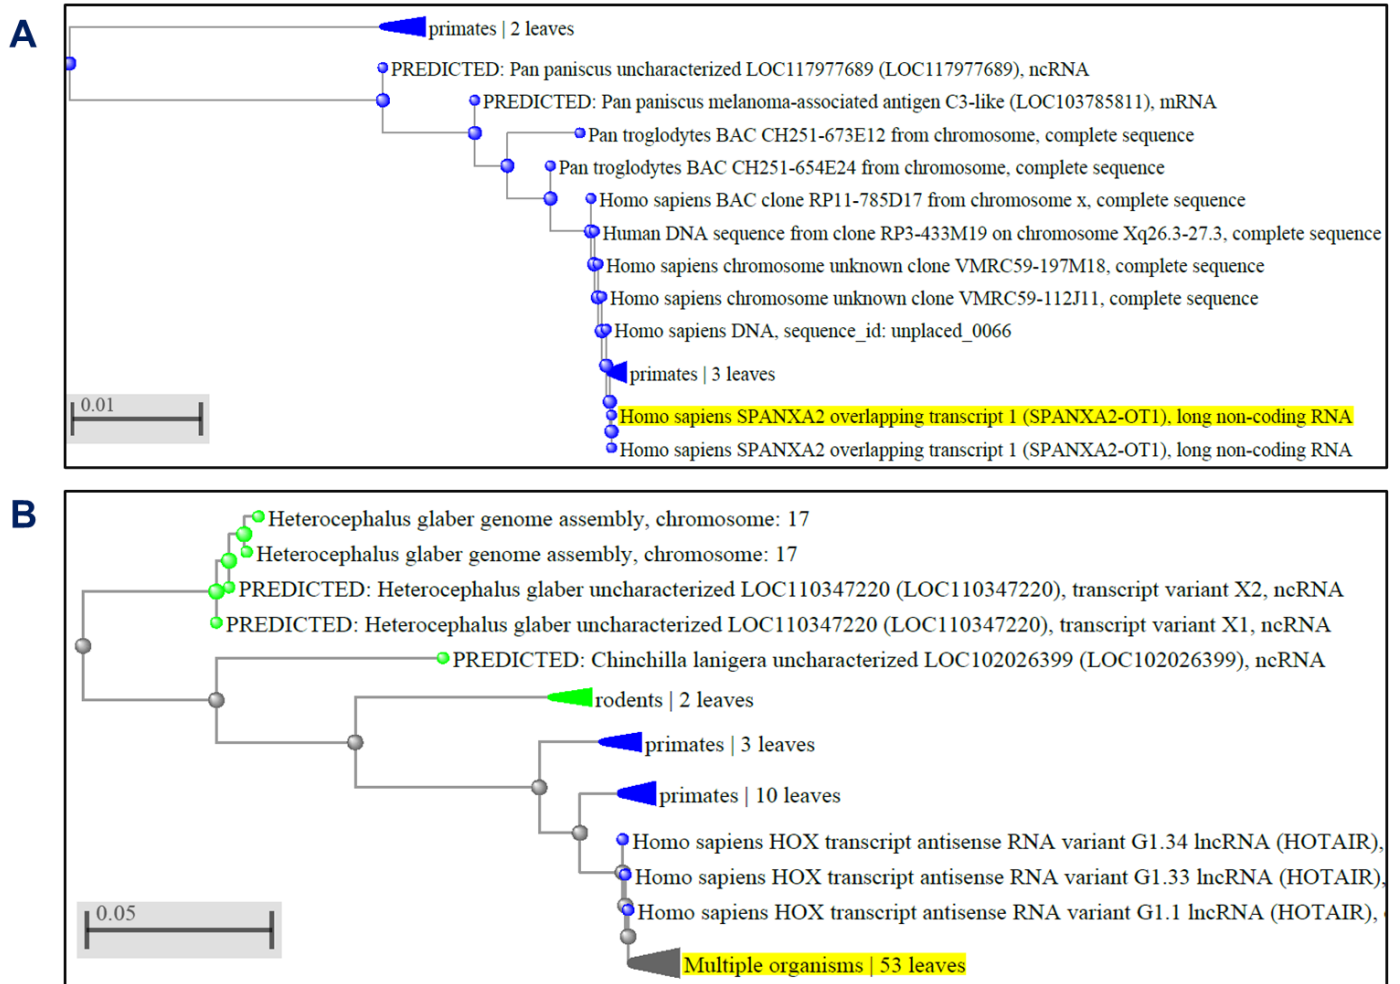 A
primates | 2 leaves
PREDICTED: Pan paniscus uncharacterized LOC117977689 (LOC117977689), ncRNA
PREDICTED: Pan paniscus melanoma-associated antigen C3-like (LOC103785811), mRNA
Pan troglodytes BAC CH251-673E12 from chromosome, complete sequence
Pan troglodytes BAC CH251-654E24 from chromosome, complete sequence
Homo sapiens BAC clone RP11-785D17 from chromosome x, complete sequence
Human DNA sequence from clone RP3-433M19 on chromosome Xq26.3-27.3, complete sequence
Homo sapiens chromosome unknown clone VMRC59-197M18, complete sequence
Homo sapiens chromosome unknown clone VMRC59-112J11, complete sequence
Homo sapiens DNA, sequence_id: unplaced_0066
primates | 3 leaves
0.01
Homo sapiens SPANXA2 overlapping transcript 1 (SPANXA2-OT1), long non-coding RNA
Homo sapiens SPANXA2 overlapping transcript 1 (SPANXA2-OT1), long non-coding RNA
B
Heterocephalus glaber genome assembly, chromosome: 17
Heterocephalus glaber genome assembly, chromosome: 17
PREDICTED: Heterocephalus glaber uncharacterized LOC110347220 (LOC110347220), transcript variant X2, ncRNA
PREDICTED: Heterocephalus glaber uncharacterized LOC110347220 (LOC110347220), transcript variant X1, ncRNA
PREDICTED: Chinchilla lanigera uncharacterized LOC102026399 (LOC102026399), ncRNA
rodents | 2 leaves
primates | 3 leaves
primates | 10 leaves
Homo sapiens HOX transcript antisense RNA variant G1.34 lncRNA (HOTAIR),
Homo sapiens HOX transcript antisense RNA variant G1.33 lncRNA (HOTAIR),
Homo sapiens HOX transcript antisense RNA variant G1.1 lncRNA (HOTAIR),
0.05
Multiple organisms | 53 leaves